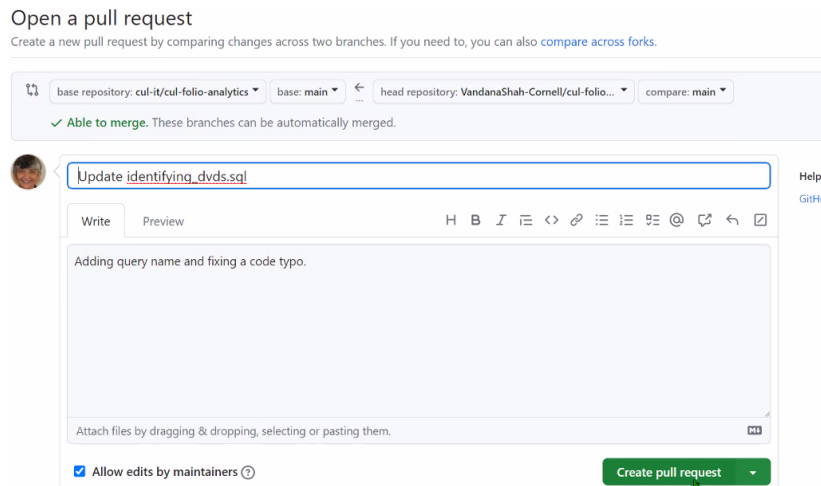 Open a pull request
Create a new pull request by comparing changes across two branches. If you need to, you can also compare across forks.
base repository: cul-it/cul-folio-analytics base: main head repository: VandanaShah-Cornell/cul-folio... compare: main
Able to merge. These branches can be automatically merged.
Update identifying_dvds.sql
Help
Write Preview H B I @
GitH
Adding query name and fixing a code typo.
Attach files by dragging & dropping, selecting or pasting them.
Allow edits by maintainers ?
Create pull request